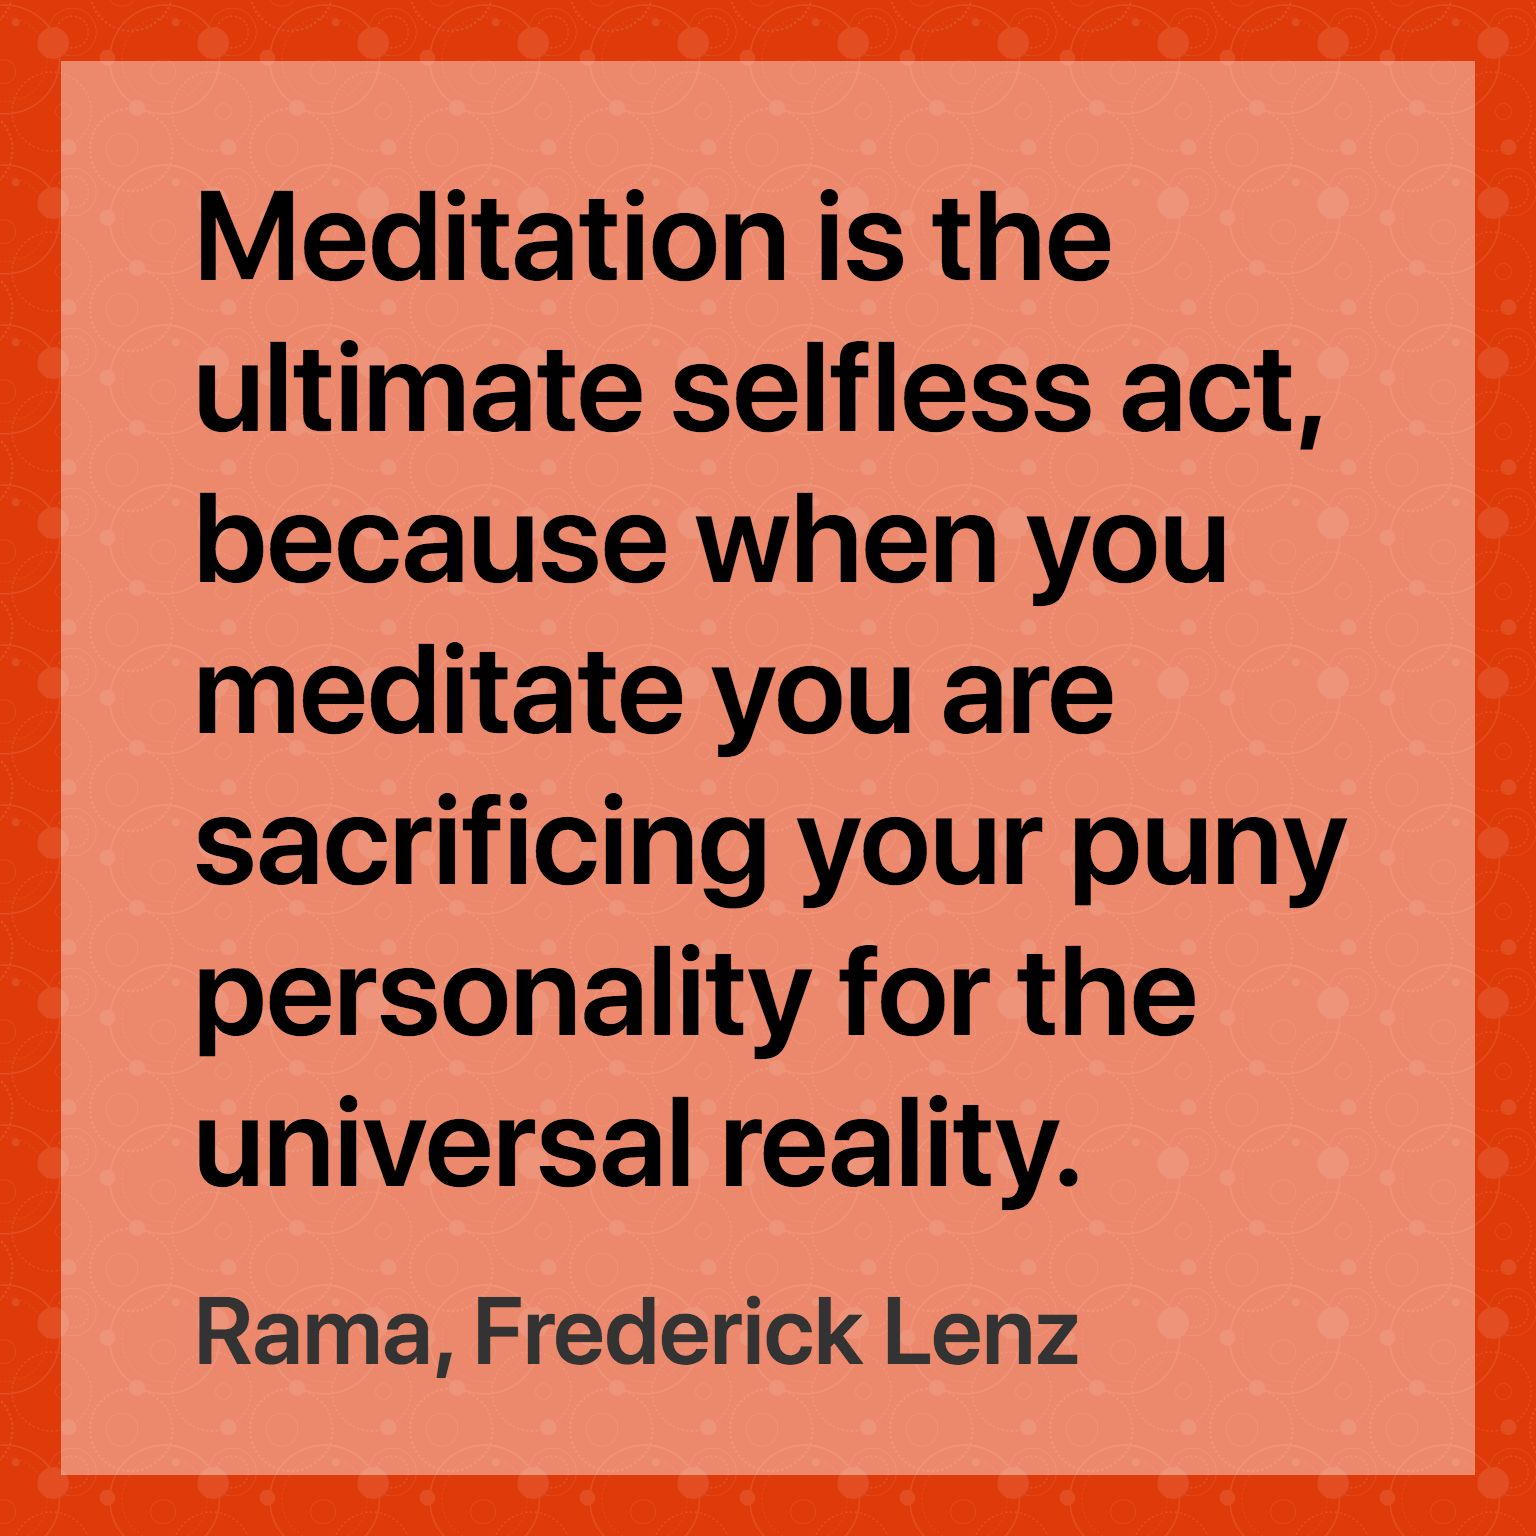 Meditation is the
ultimate selfless act,
because when you
meditate you are
sacrificing your puny
personality for the
universal reality.
Rama, Frederick Lenz